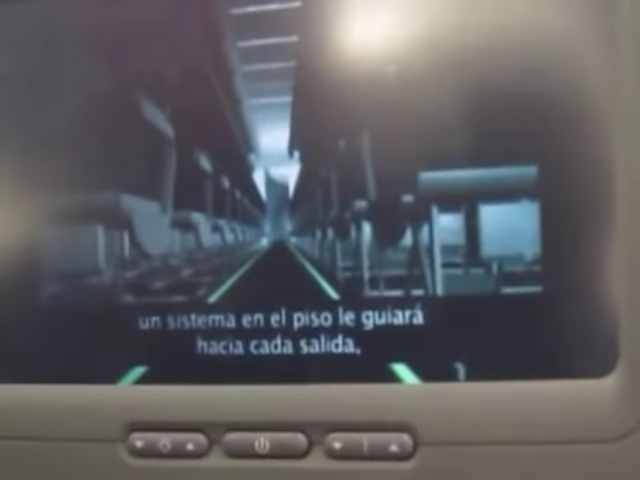 un sistema en el piso le guiará
hacia cada salida,